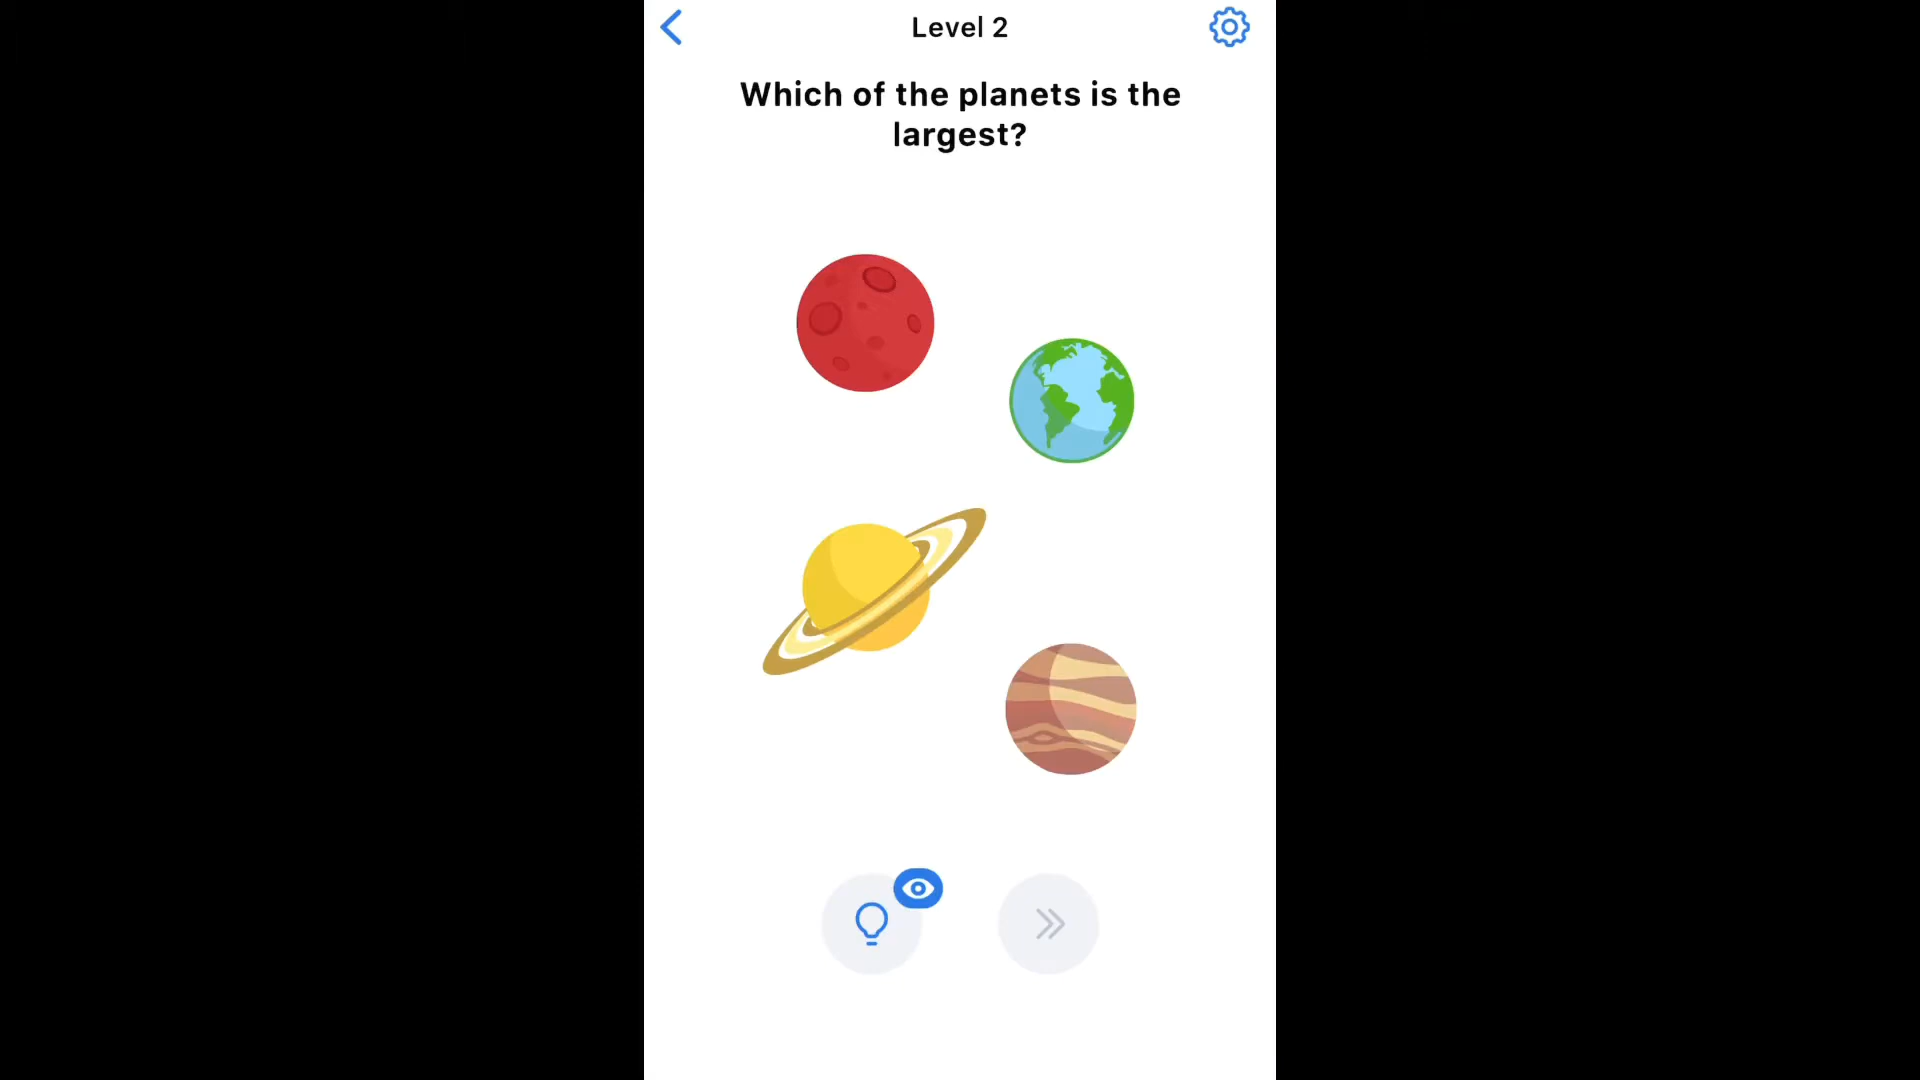 Level 2
Which of the planets is the
largest?